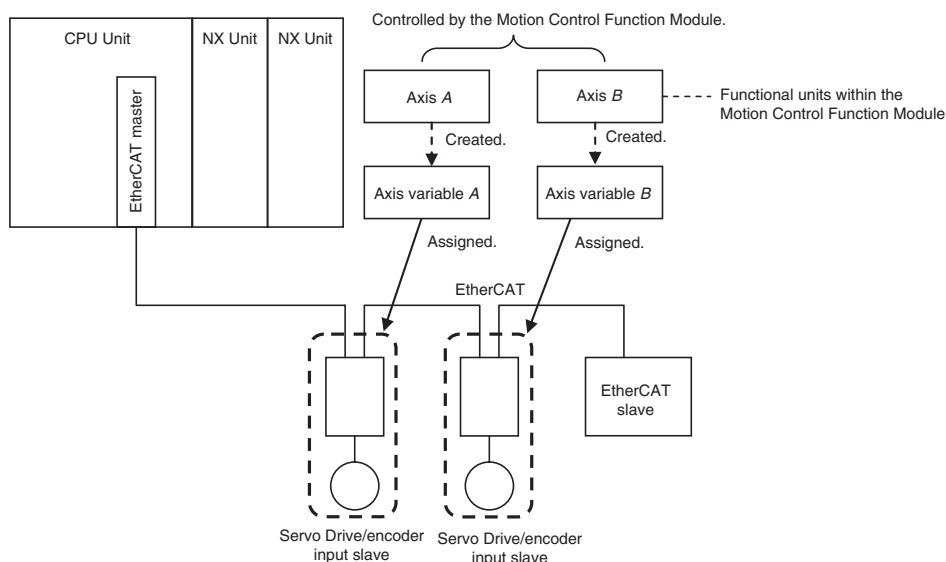 Controlled by the Motion Control Function Module.
CPU Unit
NX Unit
NX Unit
EtherCAT master
Axis A
Axis B
Functional units within the
Motion Control Function Module
Created.
Created.
Axis variable A
Axis variable B
Assigned.
Assigned.
EtherCAT
EtherCAT
slave
Servo Drive/encoder
input slave
Servo Drive/encoder
input slave